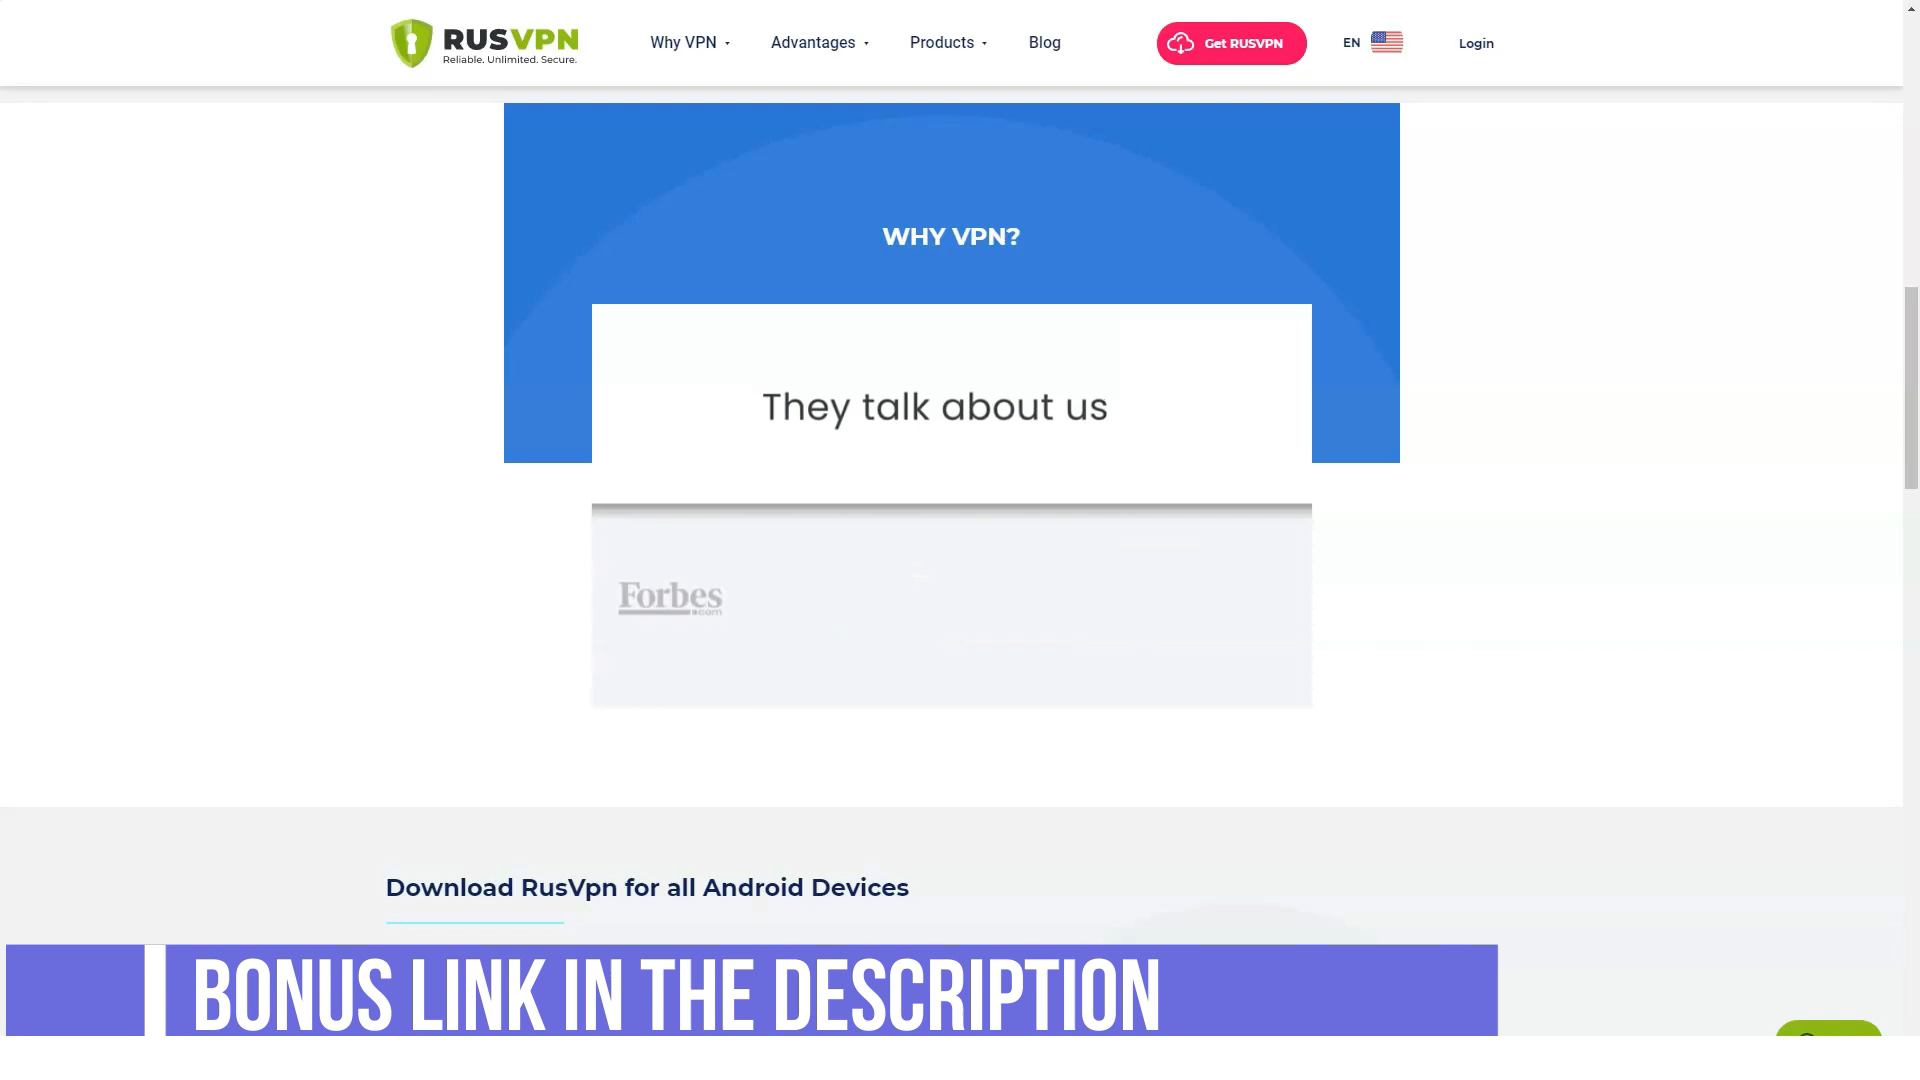 RUSVPN
Reliable. Unlimited. Secure.
Why VPN
Advantages
Products
Blog
Get RUSVPN
EN
Login
WHY VPN?
They talk about us
Forbes
.com
Download RusVpn for all Android Devices
BONUS LINK IN THE DESCRIPTION